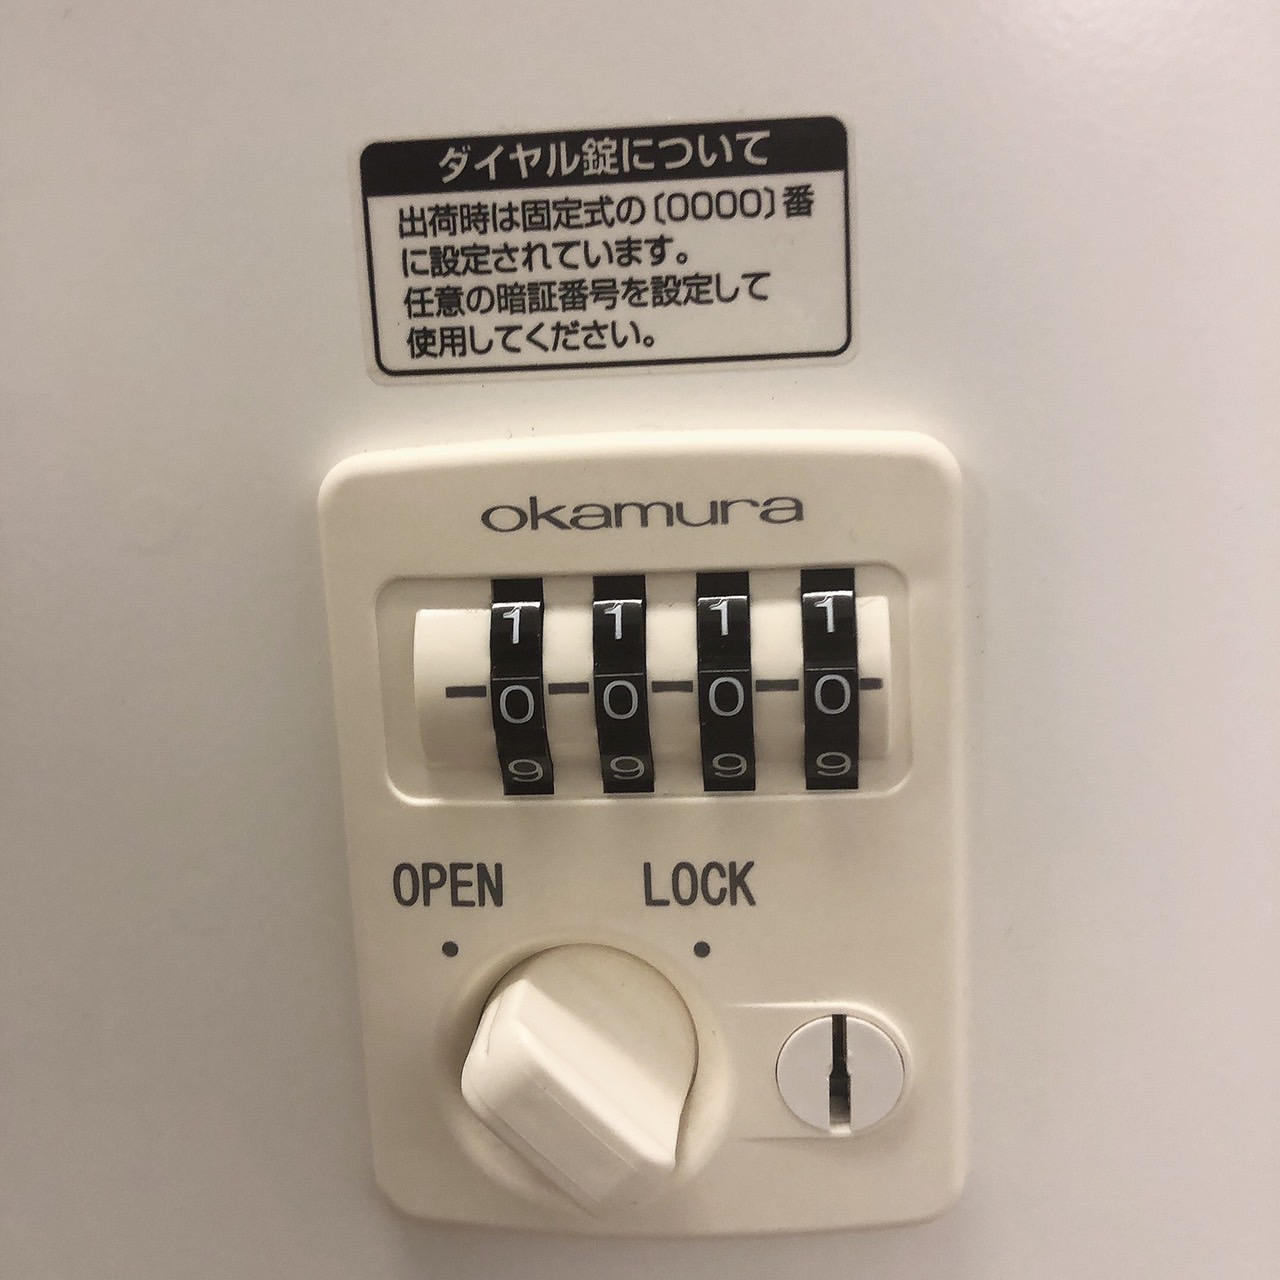 ダイヤル錠について
出荷時は固定式の〔0000〕番
に設定されています。
任意の暗証番号を設定して
使用してください。
okamura
1 1 1 1
0 0 0 0
9 9 9 9
OPEN LOCK